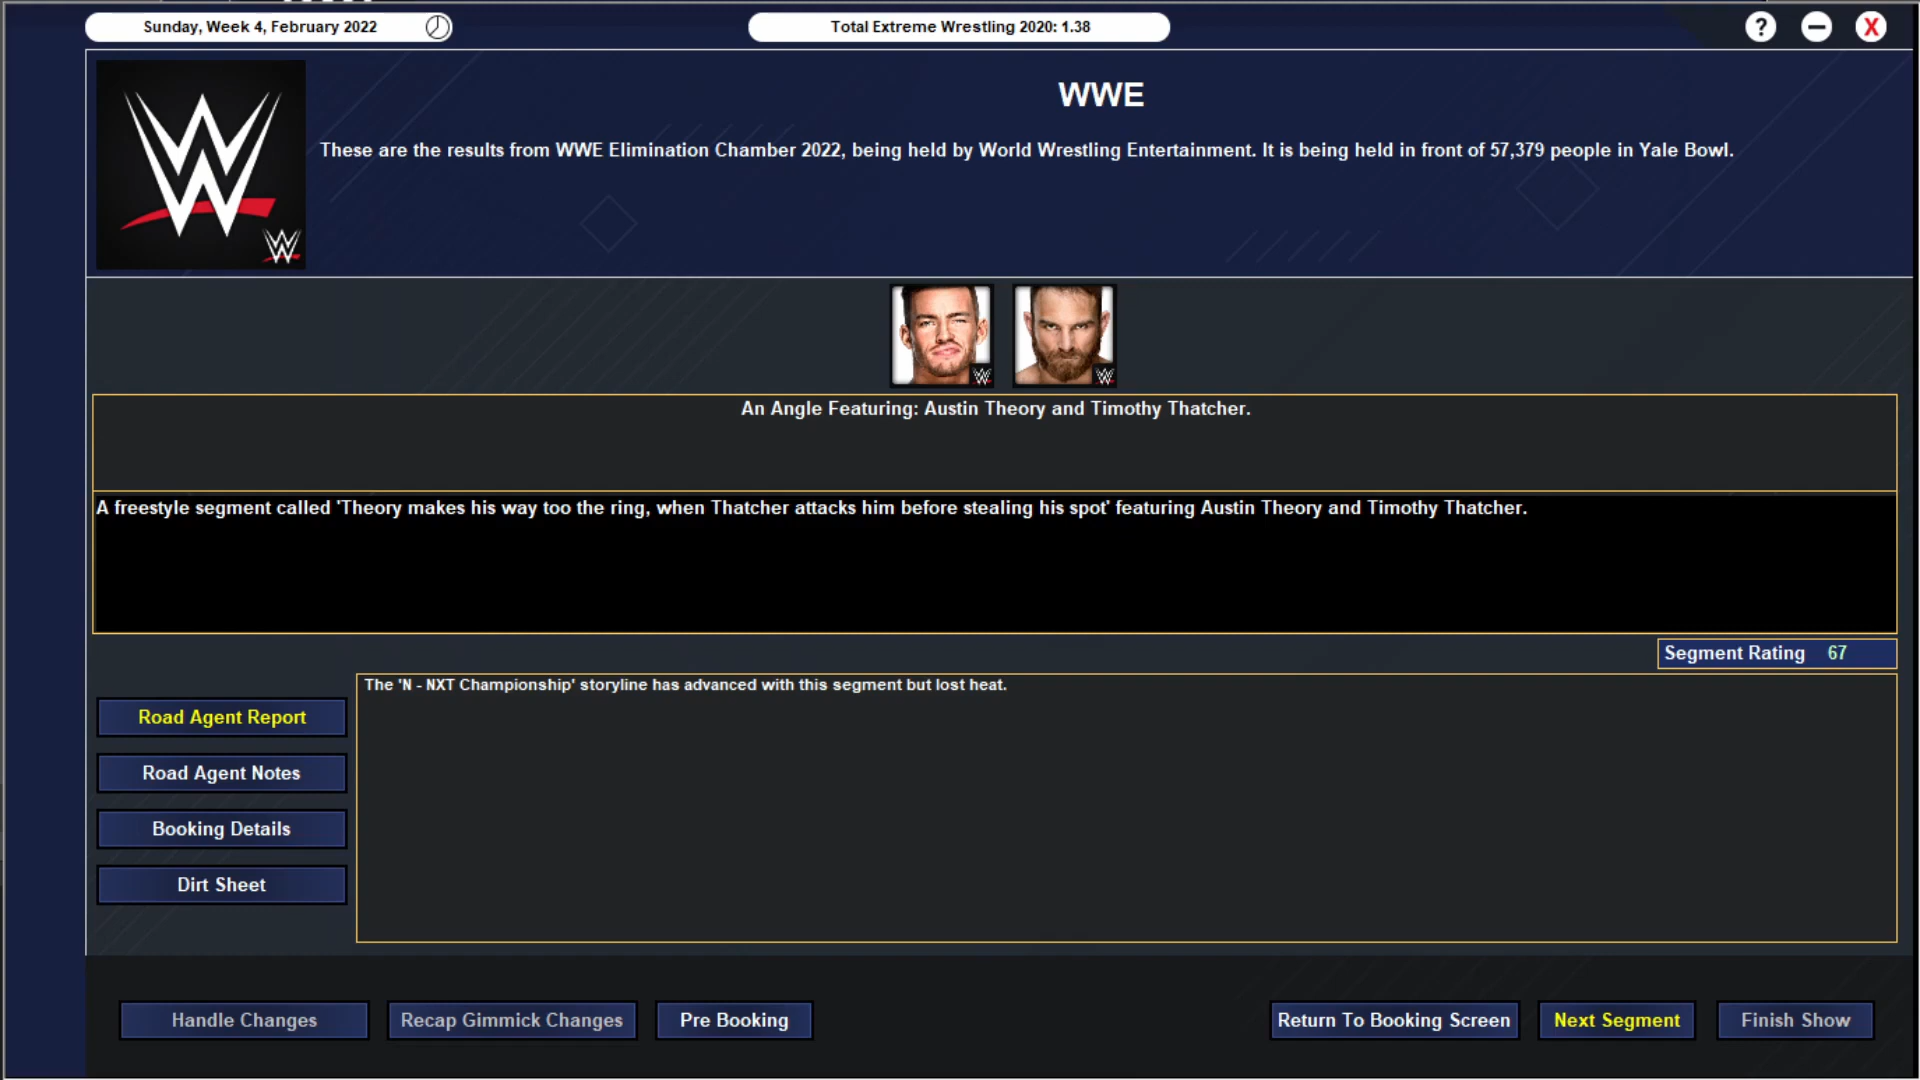 Sunday, Week 4, February 2022
Total Extreme Wrestling 2020: 1.38
?
X
WWE
These are the results from WWE Elimination Chamber 2022, being held by World Wrestling Entertainment. It is being held in front of 57,379 people in Yale Bowl.
An Angle Featuring: Austin Theory and Timothy Thatcher.
A freestyle segment called 'Theory makes his way too the ring, when Thatcher attacks him before stealing his spot' featuring Austin Theory and Timothy Thatcher.
Segment Rating 67
The 'N - NXT Championship' storyline has advanced with this segment but lost heat.
Road Agent Report
Road Agent Notes
Booking Details
Dirt Sheet
Handle Changes
Recap Gimmick Changes
Pre Booking
Return To Booking Screen
Next Segment
Finish Show